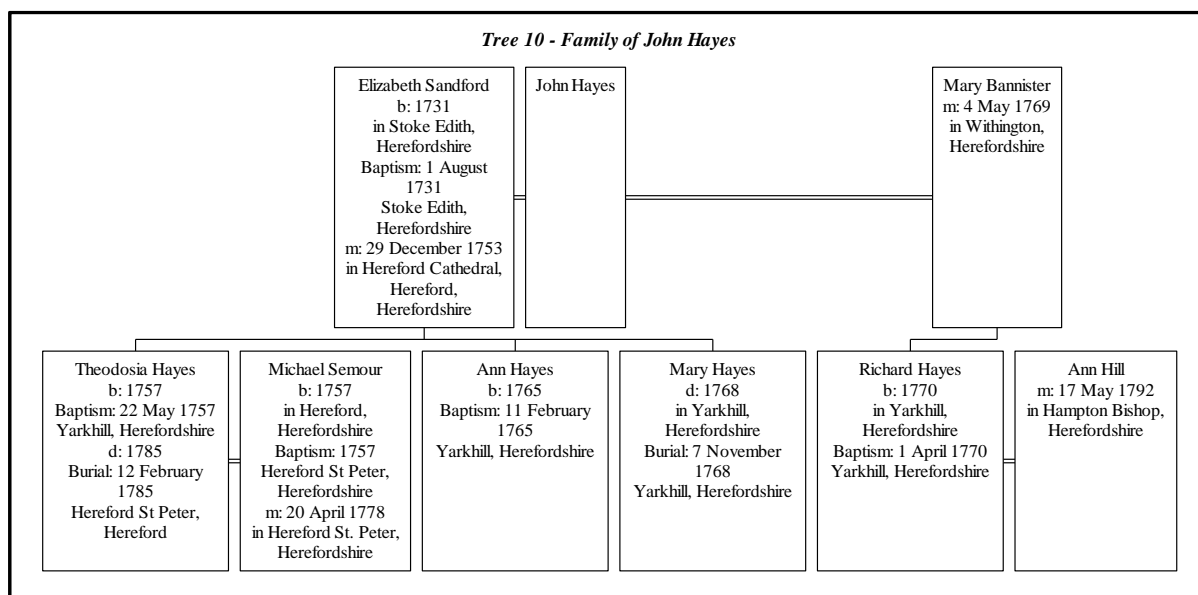 Tree 10 - Family of John Hayes
Elizabeth Sandford
b: 1731
in Stoke Edith,
Herefordshire
Baptism: 1 August
1731
Stoke Edith,
Herefordshire
m: 29 December 1753
in Hereford Cathedral,
Hereford,
Herefordshire
John Hayes
Mary Bannister
m: 4 May 1769
in Withington,
Herefordshire
Theodosia Hayes
b: 1757
Baptism: 22 May 1757
Yarkhill, Herefordshire
d: 1785
Burial: 12 February
1785
Hereford St Peter,
Hereford
Michael Semour
b: 1757
in Hereford,
Herefordshire
Baptism: 1757
Hereford St Peter,
Herefordshire
m: 20 April 1778
in Hereford St. Peter,
Herefordshire
Ann Hayes
b: 1765
Baptism: 11 February
1765
Yarkhill, Herefordshire
Mary Hayes
d: 1768
in Yarkhill,
Herefordshire
Burial: 7 November
1768
Yarkhill, Herefordshire
Richard Hayes
b: 1770
in Yarkhill,
Herefordshire
Baptism: 1 April 1770
Yarkhill, Herefordshire
Ann Hill
m: 17 May 1792
in Hampton Bishop,
Herefordshire